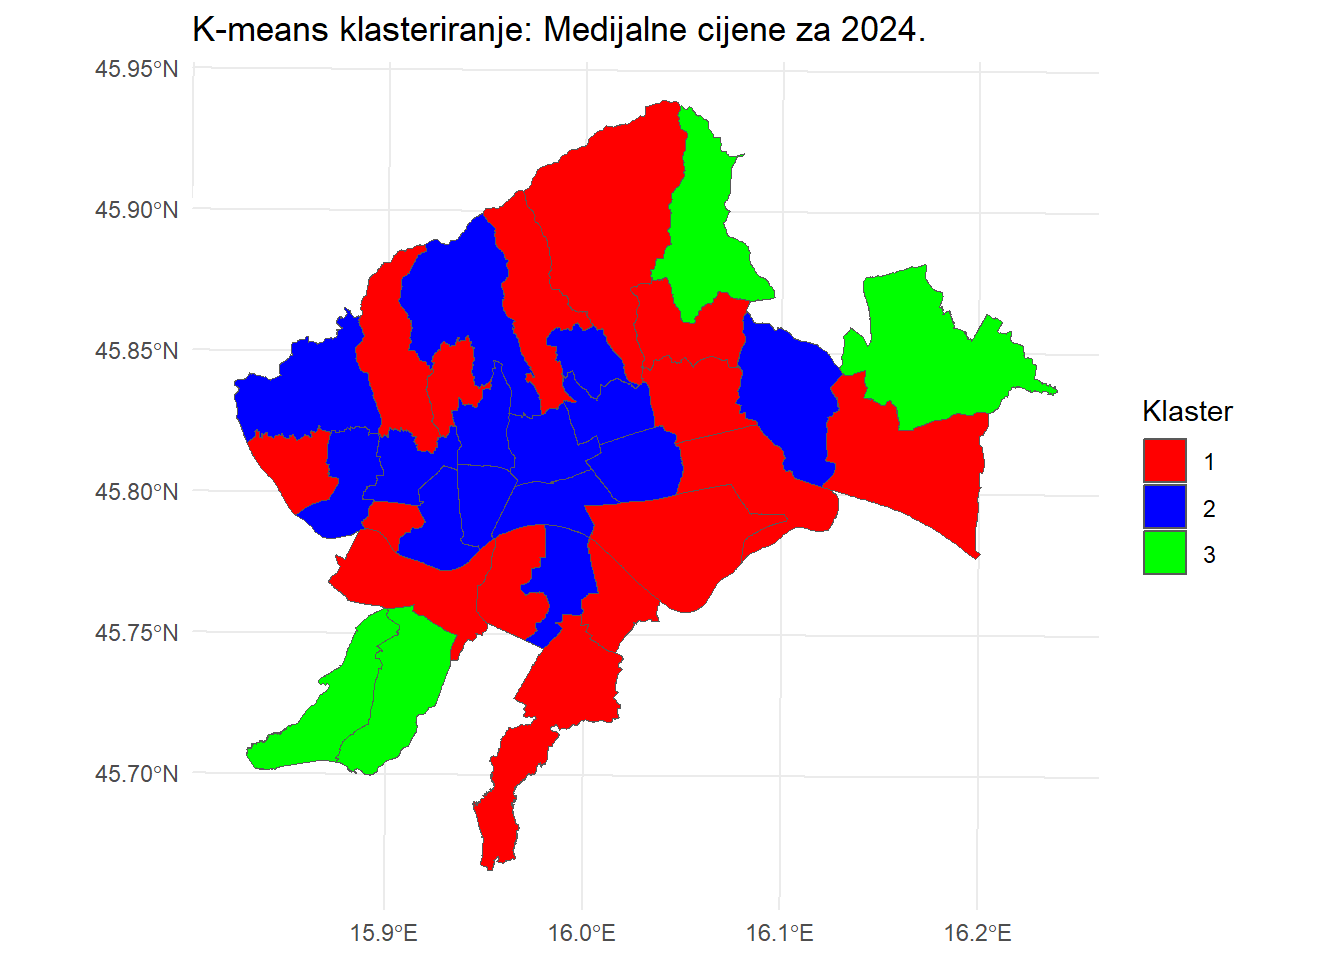 K-means klasteriranje: Medijalne cijene za 2024.
45.95°N
45.90°N
45.85°N
45.80°N
45.75°N
45.70°N
15.9°E
16.0°E
16.1°E
16.2°E
Klaster
1
2
3